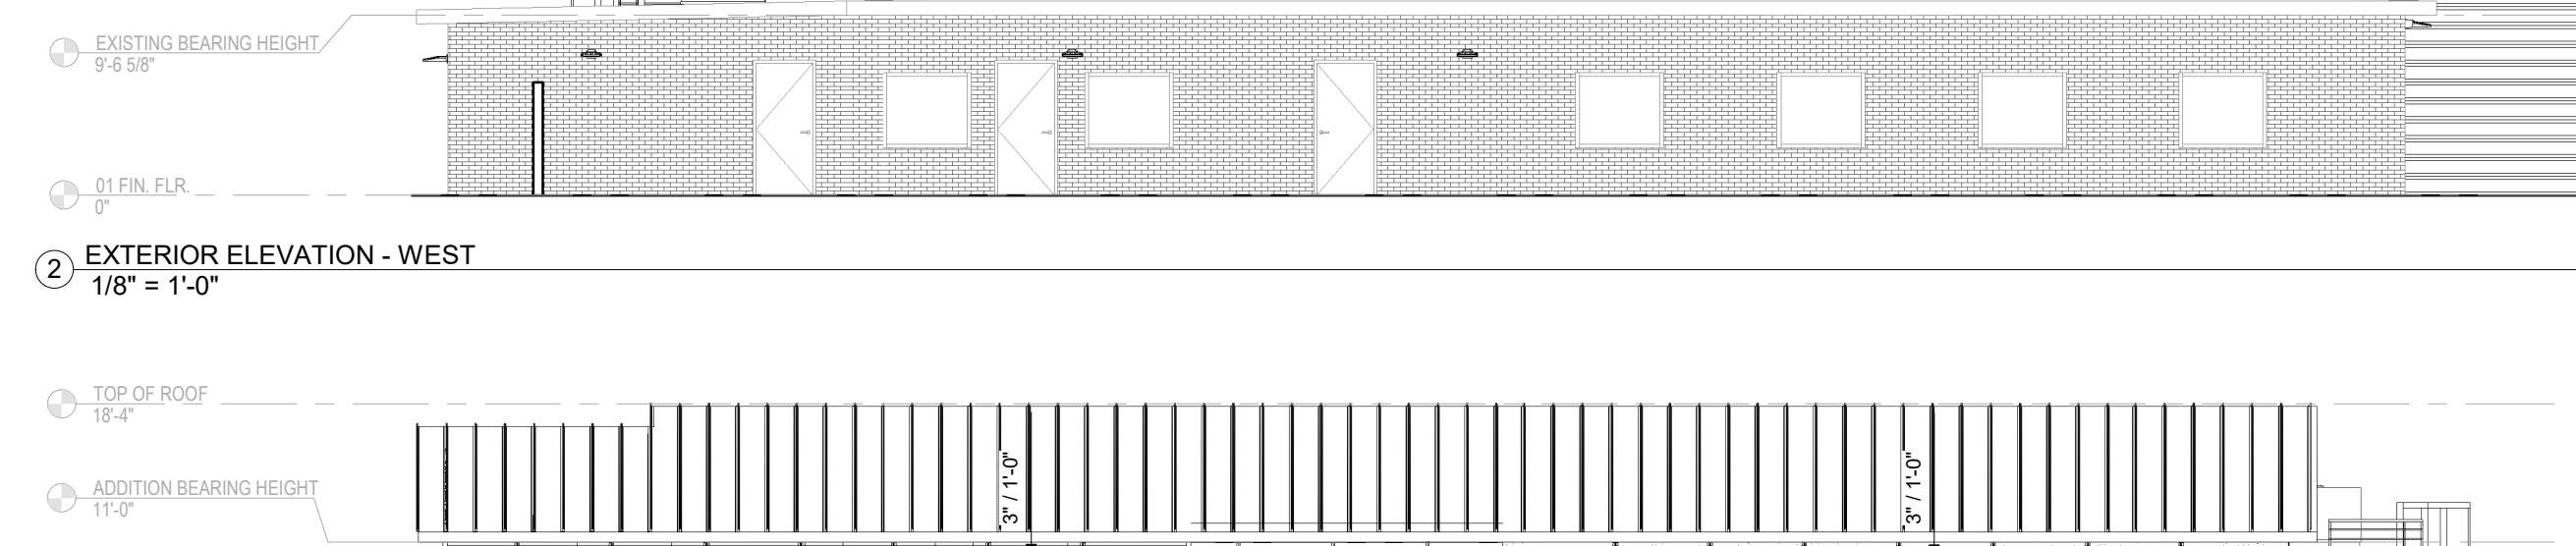 EXISTING BEARING HEIGHT
9'-6 5/8"
01 FIN. FLR.
0"
2
EXTERIOR ELEVATION - WEST
1/8" = 1'-0"
TOP OF ROOF
18'-4"
3" / 1'-0"
3" / 1'-0"
ADDITION BEARING HEIGHT
11'-0"